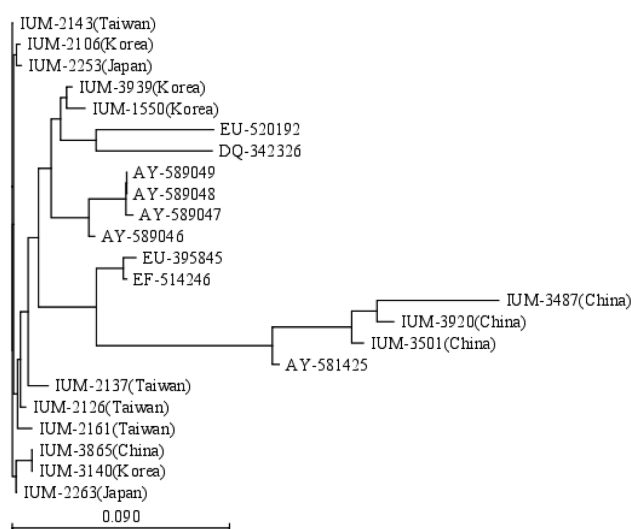 IUM-2143(Taiwan)
IUM-2106(Korea)
IUM-2253(Japan)
IUM-3939(Korea)
IUM-1550(Korea)
EU-520192
DQ-342326
AY-589049
AY-589048
AY-589047
AY-589046
EU-395845
EF-514246
IUM-3487(China)
IUM-3920(China)
IUM-3501(China)
AY-581425
IUM-2137(Taiwan)
IUM-2126(Taiwan)
IUM-2161(Taiwan)
IUM-3865(China)
IUM-3140(Korea)
IUM-2263(Japan)
0.090